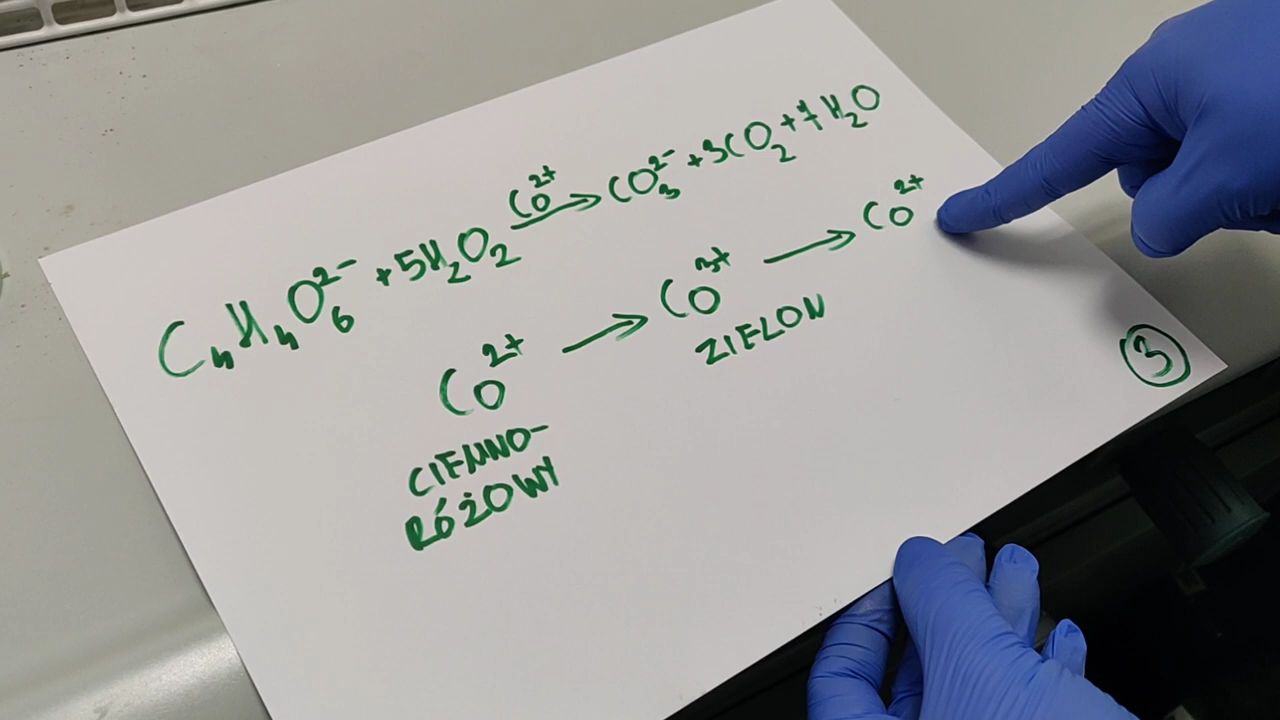 C₄H₄O₆²⁻ + 5H₂O₂ →[Co²⁺] CO₃²⁻ + 3CO₂ + 7H₂O
Co²⁺ → Co³⁺ → Co²⁺
CIEMNO-
RÓŻOWY
ZIELON
3